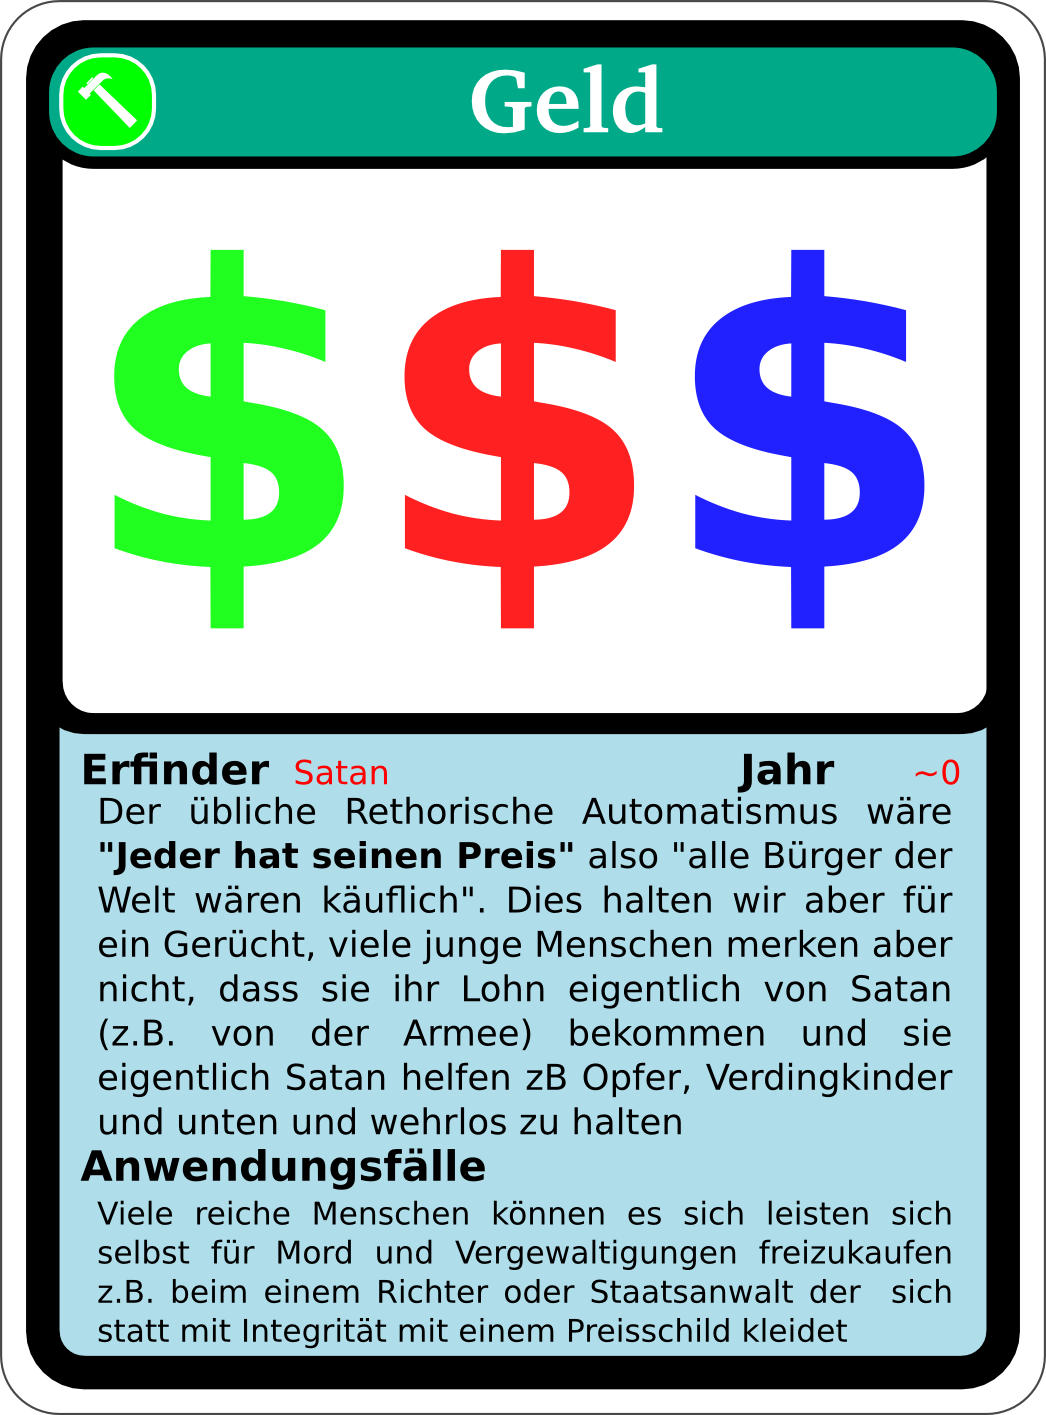 Geld
$$$
Erfinder Satan Jahr ~0
Der übliche Rethorische Automatismus wäre
"Jeder hat seinen Preis" also "alle Bürger der
Welt wären käuflich". Dies halten wir aber für
ein Gerücht, viele junge Menschen merken aber
nicht, dass sie ihr Lohn eigentlich von Satan
(z.B. von der Armee) bekommen und sie
eigentlich Satan helfen zB Opfer, Verdingkinder
und unten und wehrlos zu halten
Anwendungsfälle
Viele reiche Menschen können es sich leisten sich
selbst für Mord und Vergewaltigungen freizukaufen
z.B. beim einem Richter oder Staatsanwalt der sich
statt mit Integrität mit einem Preisschild kleidet